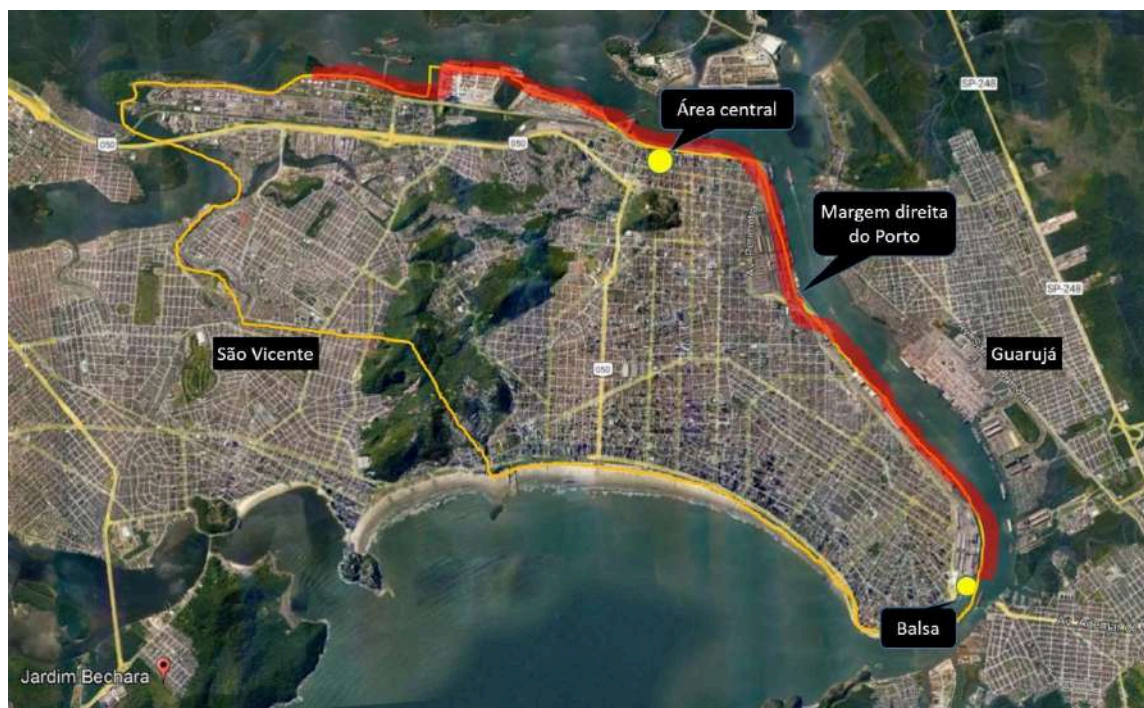 SP-248
Área central
050
050
Margem direita
do Porto
SP-248
São Vicente
Guarujá
050
Balsa
Jardim Bechara